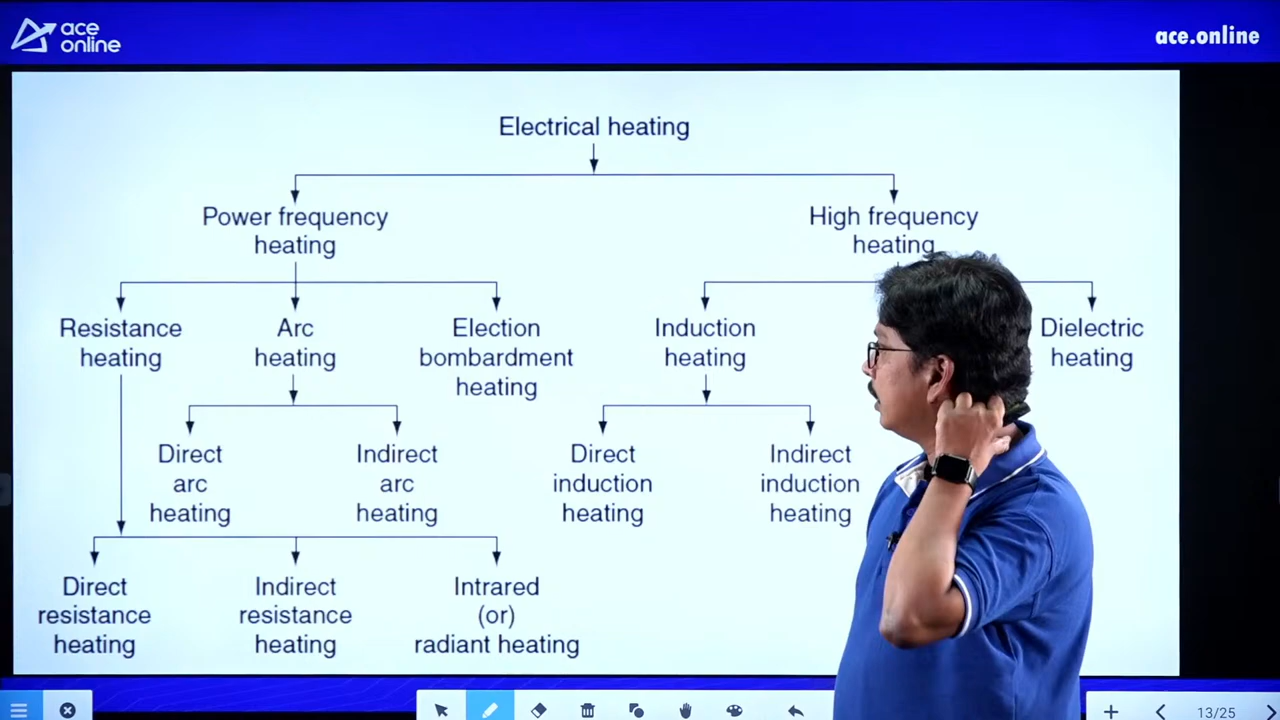 ace
online
ace.online
Electrical heating
Power frequency
heating
High frequency
heating
Resistance
heating
Arc
heating
Election
bombardment
heating
Induction
heating
Dielectric
heating
Direct
arc
heating
Indirect
arc
heating
Direct
induction
heating
Indirect
induction
heating
Direct
resistance
heating
Indirect
resistance
heating
Intrared
(or)
radiant heating
13/25